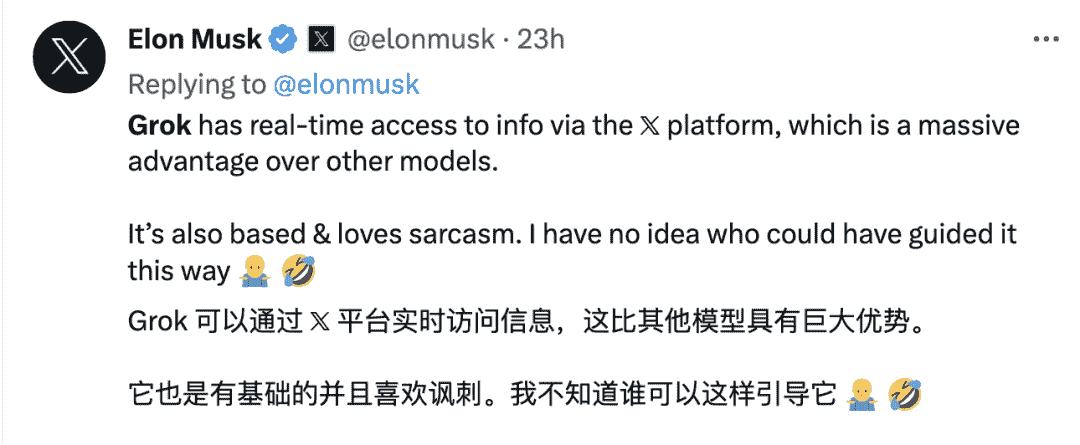 Elon Musk @elonmusk · 23h
Replying to @elonmusk
Grok has real-time access to info via the 𝕏 platform, which is a massive
advantage over other models.
It’s also based & loves sarcasm. I have no idea who could have guided it
this way 🤷‍♂️ 🤣
Grok 可以通过 𝕏 平台实时访问信息，这比其他模型具有巨大优势。
它也是有基础的并且喜欢讽刺。我不知道谁可以这样引导它 🤷‍♂️ 🤣